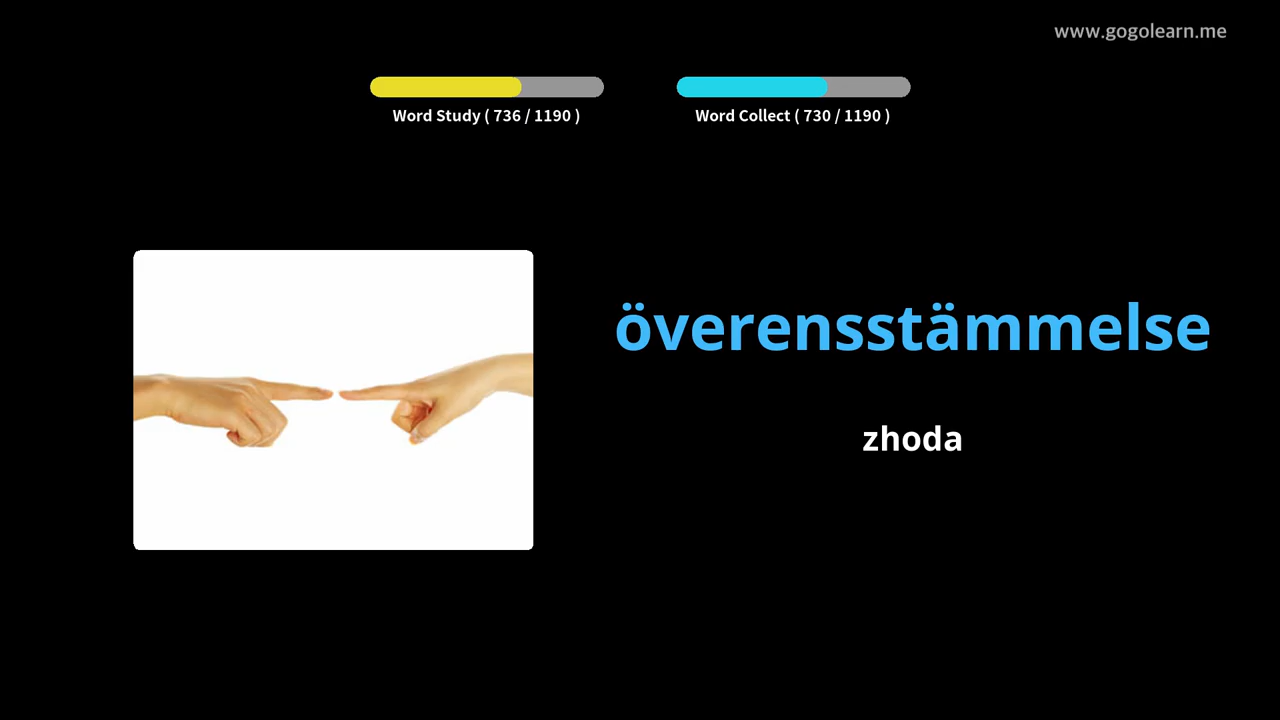 www.gogolearn.me
Word Study ( 736 / 1190 )
Word Collect ( 730 / 1190 )
överensstämmelse
zhoda